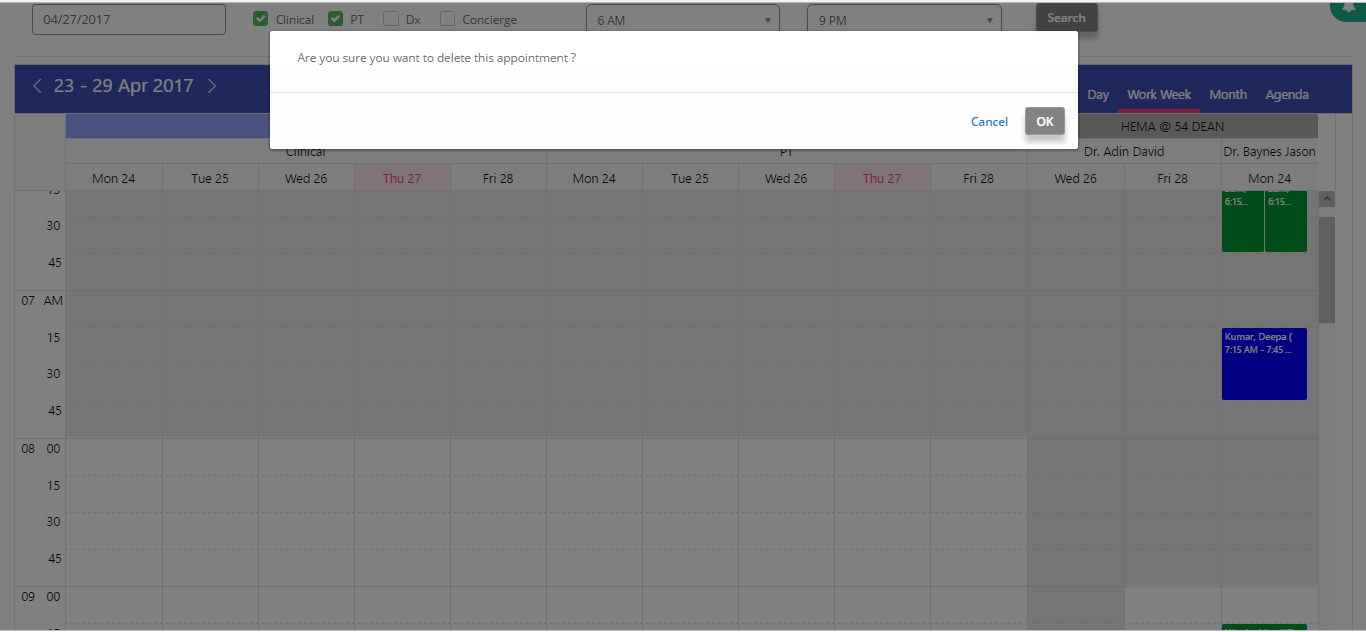 04/27/2017
Clinical
PT
Dx
Concierge
6 AM
9 PM
Search
Are you sure you want to delete this appointment ?
Cancel
OK
23 - 29 Apr 2017
Day
Work Week
Month
Agenda
HEMA @ 54 DEAN
Clinical
PT
Dr. Adin David
Dr. Baynes Jason
Mon 24
Tue 25
Wed 26
Thu 27
Fri 28
Mon 24
Tue 25
Wed 26
Thu 27
Fri 28
Wed 26
Fri 28
Mon 24
15
6:15...
6:15...
30
45
07 AM
15
Kumar, Deepa (
7:15 AM - 7:45 ...
30
45
08 00
15
30
45
09 00